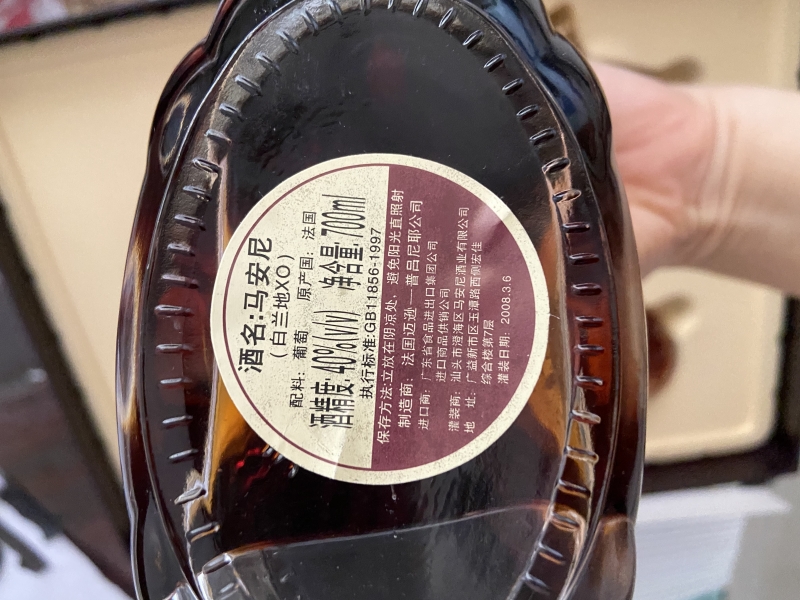 酒名:马安尼
（白兰地XO）
配料：葡萄 原产国：法国
酒精度:40%(V/V) 净含量:700ml
执行标准:GB11856-1997
保存方法:立放在阴凉处，避免阳光直照射
制造商：法国迈逊—普吕尼耶公司
进口商：广东省食品进出口集团公司
进口商品供销公司
灌装商：汕头市澄海区马安尼酒业有限公司
地 址：广益新市区玉潭路西侧宏佳
综合楼第7层
灌装日期：2008.3.6